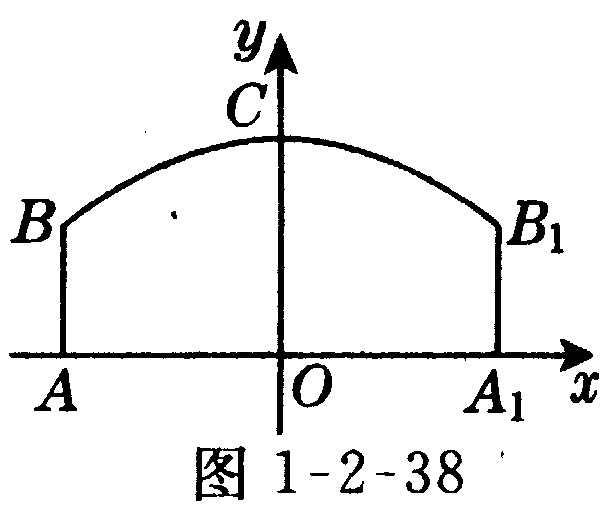 y
C
B B₁
A O A₁ x
图 1-2-38